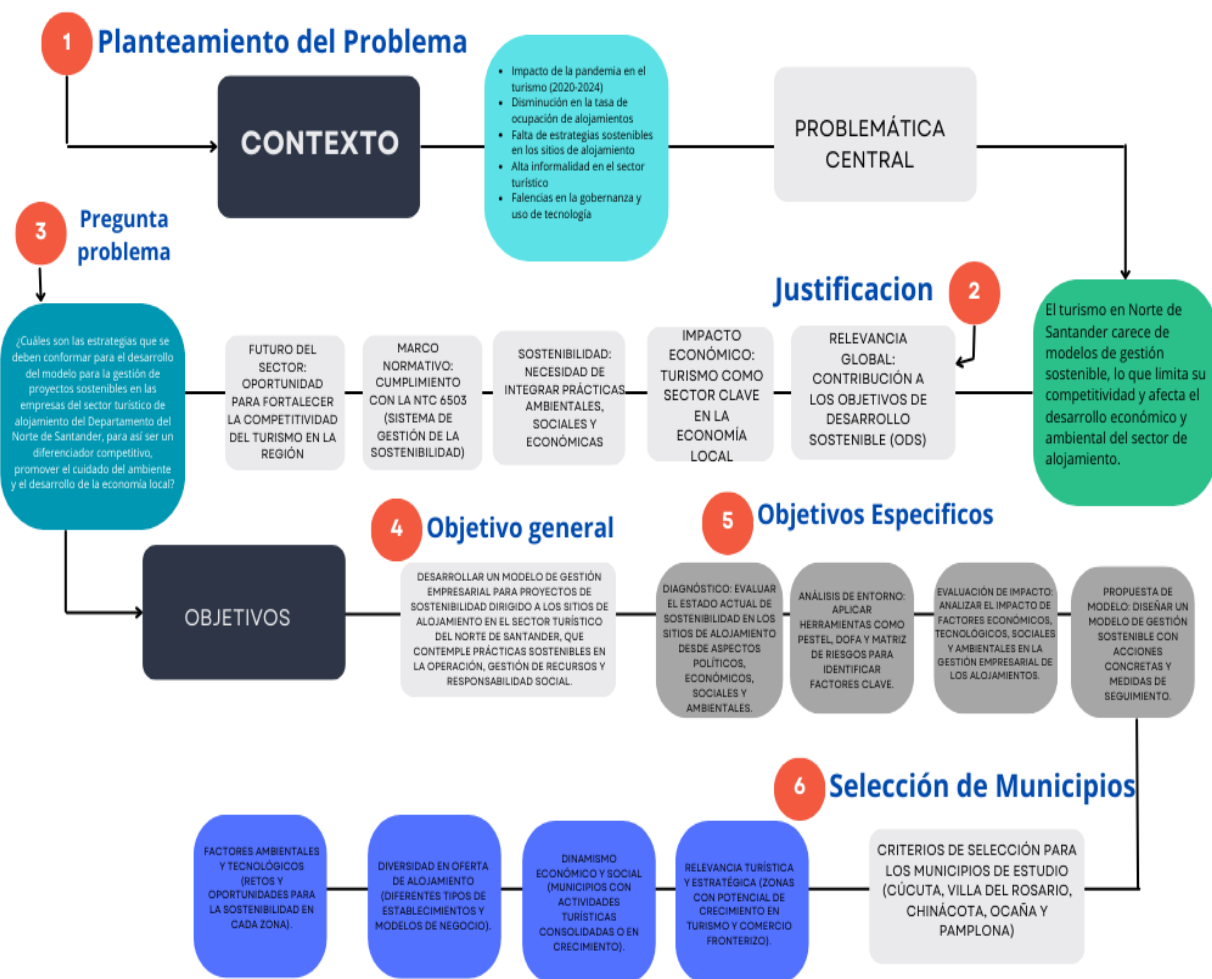 1
Planteamiento del Problema
CONTEXTO
• Impacto de la pandemia en el
turismo (2020-2024)
• Disminución en la tasa de
ocupación de alojamientos
• Falta de estrategias sostenibles
en los sitios de alojamiento
• Alta informalidad en el sector
turístico
• Falencias en la gobernanza y
uso de tecnología
PROBLEMÁTICA
CENTRAL
El turismo en Norte de
Santander carece de
modelos de gestión
sostenible, lo que limita su
competitividad y afecta el
desarrollo económico y
ambiental del sector de
alojamiento.
Justificacion
2
RELEVANCIA
GLOBAL:
CONTRIBUCIÓN A
LOS OBJETIVOS DE
DESARROLLO
SOSTENIBLE (ODS)
IMPACTO
ECONÓMICO:
TURISMO COMO
SECTOR CLAVE
EN LA
ECONOMÍA
LOCAL
SOSTENIBILIDAD:
NECESIDAD DE
INTEGRAR PRÁCTICAS
AMBIENTALES,
SOCIALES Y
ECONÓMICAS
MARCO
NORMATIVO:
CUMPLIMIENTO
CON LA NTC 6503
(SISTEMA DE
GESTIÓN DE LA
SOSTENIBILIDAD)
FUTURO DEL
SECTOR:
OPORTUNIDAD
PARA FORTALECER
LA COMPETITIVIDAD
DEL TURISMO EN LA
REGIÓN
3
Pregunta
problema
¿Cuáles son las estrategias que se
deben conformar para el desarrollo
del modelo para la gestión de
proyectos sostenibles en las
empresas del sector turístico de
alojamiento del Departamento del
Norte de Santander, para así ser un
diferenciador competitivo,
promover el cuidado del ambiente
y el desarrollo de la economía local?
OBJETIVOS
4
Objetivo general
DESARROLLAR UN MODELO DE GESTIÓN
EMPRESARIAL PARA PROYECTOS DE
SOSTENIBILIDAD DIRIGIDO A LOS SITIOS DE
ALOJAMIENTO EN EL SECTOR TURÍSTICO
DEL NORTE DE SANTANDER, QUE
CONTEMPLE PRÁCTICAS SOSTENIBLES EN
LA OPERACIÓN, GESTIÓN DE RECURSOS Y
RESPONSABILIDAD SOCIAL.
5
Objetivos Especificos
DIAGNÓSTICO: EVALUAR
EL ESTADO ACTUAL DE
SOSTENIBILIDAD EN LOS
SITIOS DE ALOJAMIENTO
DESDE ASPECTOS
POLÍTICOS,
ECONÓMICOS,
SOCIALES Y
AMBIENTALES.
ANÁLISIS DE ENTORNO:
APLICAR
HERRAMIENTAS COMO
PESTEL, DOFA Y MATRIZ
DE RIESGOS PARA
IDENTIFICAR
FACTORES CLAVE.
EVALUACIÓN DE IMPACTO:
ANALIZAR EL IMPACTO DE
FACTORES ECONÓMICOS,
TECNOLÓGICOS, SOCIALES
Y AMBIENTALES EN LA
GESTIÓN EMPRESARIAL DE
LOS ALOJAMIENTOS.
PROPUESTA DE
MODELO: DISEÑAR UN
MODELO DE GESTIÓN
SOSTENIBLE CON
ACCIONES
CONCRETAS Y
MEDIDAS DE
SEGUIMIENTO.
6
Selección de Municipios
CRITERIOS DE SELECCIÓN PARA
LOS MUNICIPIOS DE ESTUDIO
(CÚCUTA, VILLA DEL ROSARIO,
CHINÁCOTA, OCAÑA Y
PAMPLONA)
RELEVANCIA TURÍSTICA
Y ESTRATÉGICA (ZONAS
CON POTENCIAL DE
CRECIMIENTO EN
TURISMO Y COMERCIO
FRONTERIZO).
DINAMISMO
ECONÓMICO Y SOCIAL
(MUNICIPIOS CON
ACTIVIDADES
TURÍSTICAS
CONSOLIDADAS O EN
CRECIMIENTO).
DIVERSIDAD EN OFERTA
DE ALOJAMIENTO
(DIFERENTES TIPOS DE
ESTABLECIMIENTOS Y
MODELOS DE NEGOCIO).
FACTORES AMBIENTALES
Y TECNOLÓGICOS
(RETOS Y
OPORTUNIDADES PARA
LA SOSTENIBILIDAD EN
CADA ZONA).